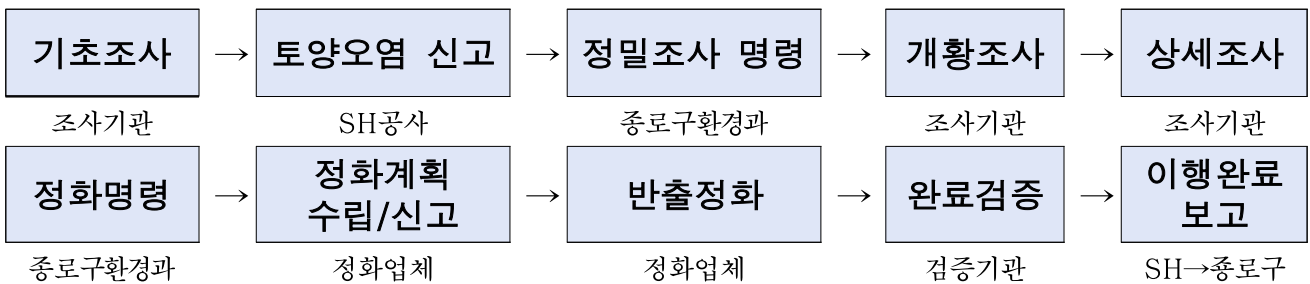 기초조사 → 토양오염 신고 → 정밀조사 명령 → 개황조사 → 상세조사
조사기관 SH공사 종로구환경과 조사기관 조사기관
정화명령 → 정화계획 수립/신고 → 반출정화 → 완료검증 → 이행완료 보고
종로구환경과 정화업체 정화업체 검증기관 SH→죵로구